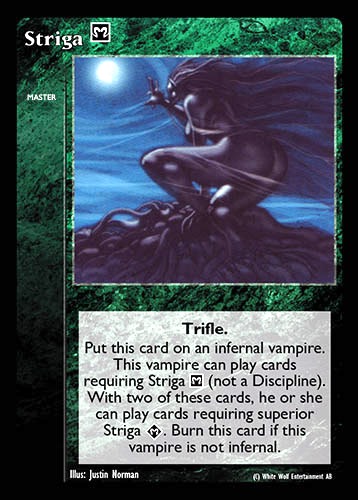 Striga
MASTER
Trifle.
Put this card on an infernal vampire.
This vampire can play cards
requiring Striga (not a Discipline).
With two of these cards, he or she
can play cards requiring superior
Striga . Burn this card if this
vampire is not infernal.
Illus: Justin Norman
(C) White Wolf Entertainment AB